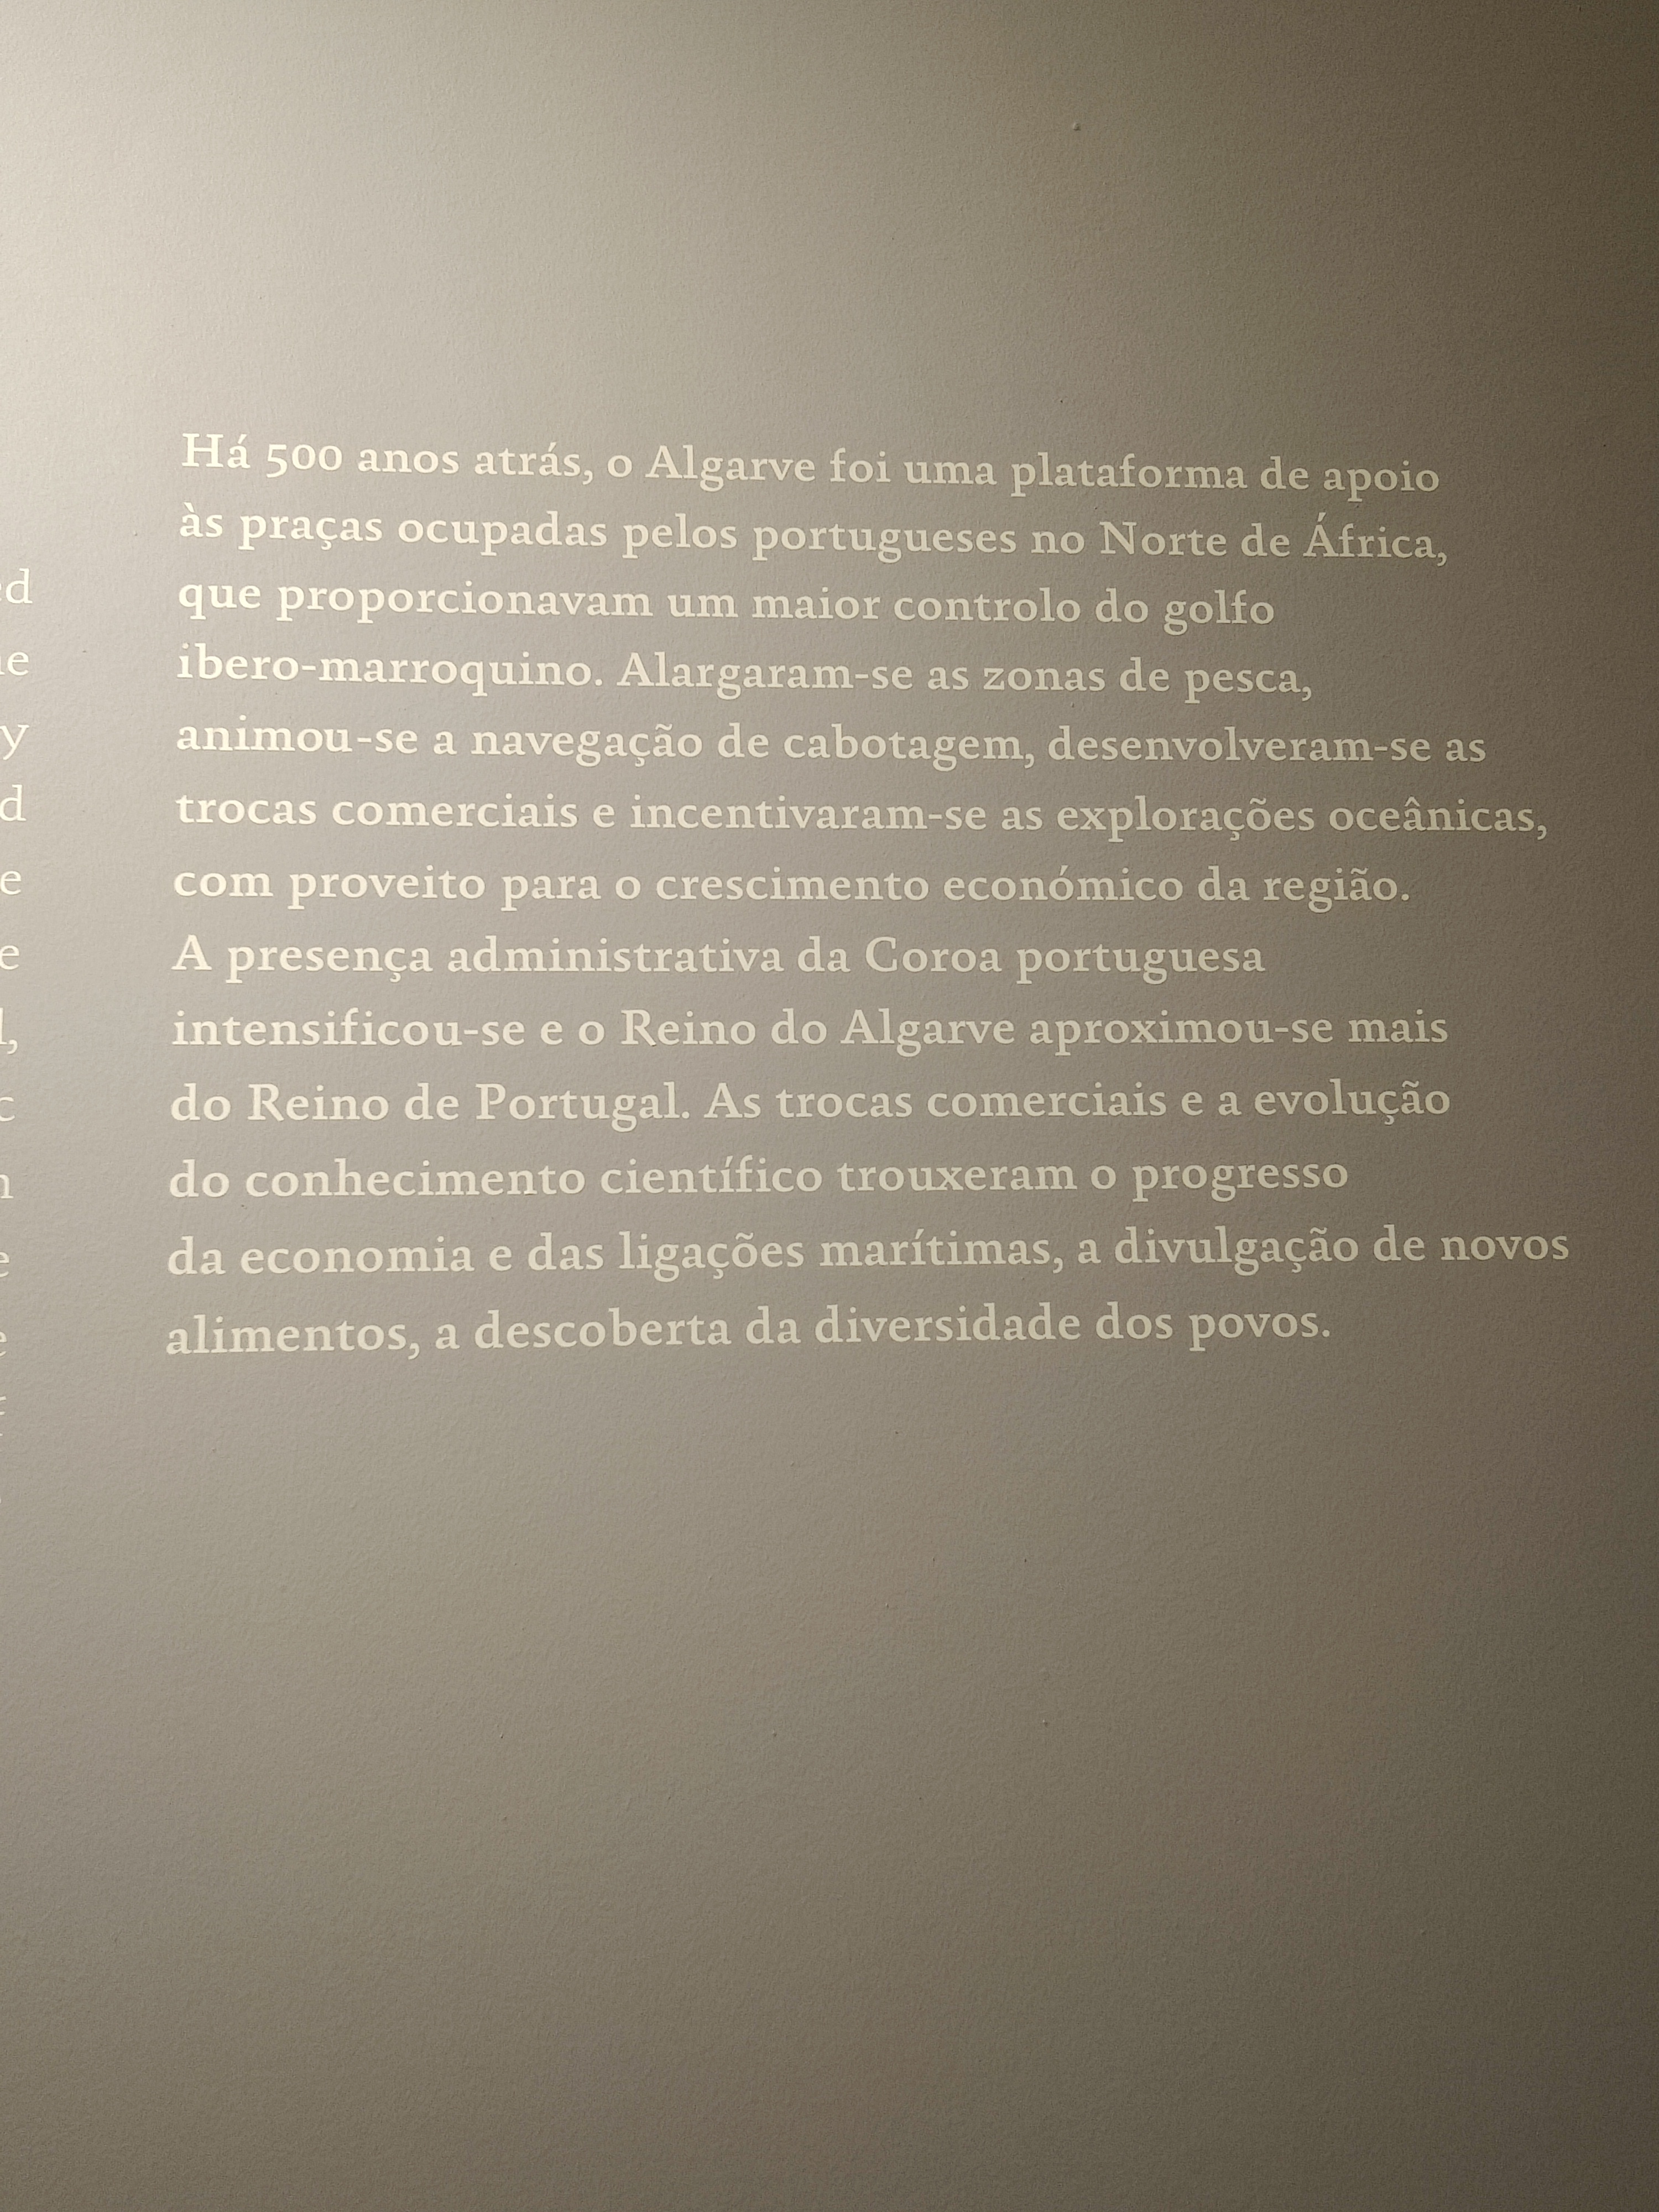 Há 500 anos atrás, o Algarve foi uma plataforma de apoio
às praças ocupadas pelos portugueses no Norte de África,
que proporcionavam um maior controlo do golfo
ibero-marroquino. Alargaram-se as zonas de pesca,
animou-se a navegação de cabotagem, desenvolveram-se as
trocas comerciais e incentivaram-se as explorações oceânicas,
com proveito para o crescimento económico da região.
A presença administrativa da Coroa portuguesa
intensificou-se e o Reino do Algarve aproximou-se mais
do Reino de Portugal. As trocas comerciais e a evolução
do conhecimento científico trouxeram o progresso
da economia e das ligações marítimas, a divulgação de novos
alimentos, a descoberta da diversidade dos povos.